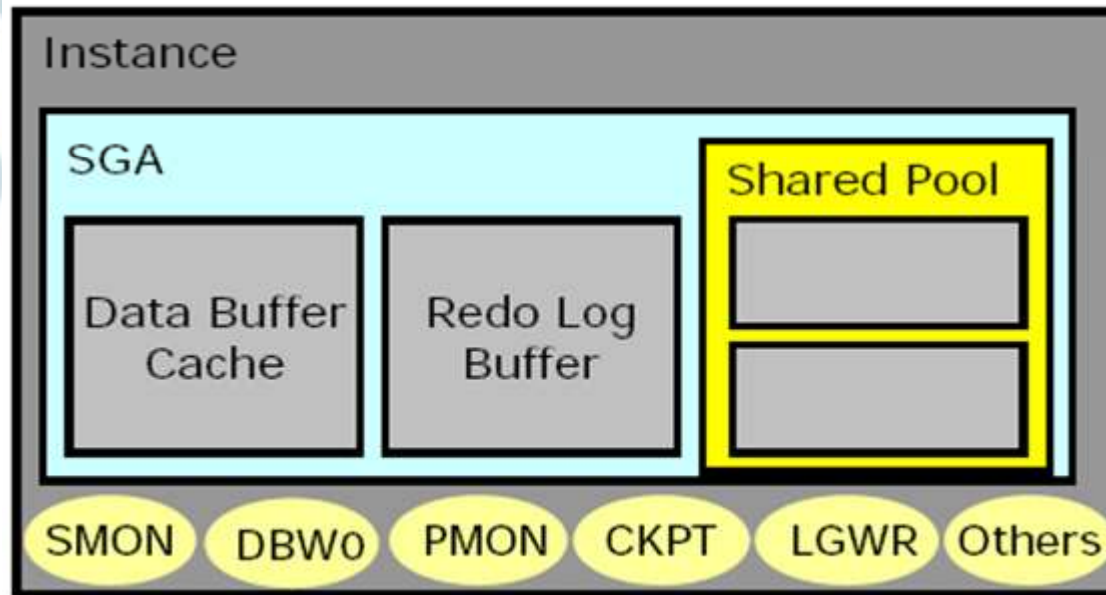 Instance
SGA
Shared Pool
Data Buffer
Cache
Redo Log
Buffer
SMON
DBW0
PMON
CKPT
LGWR
Others